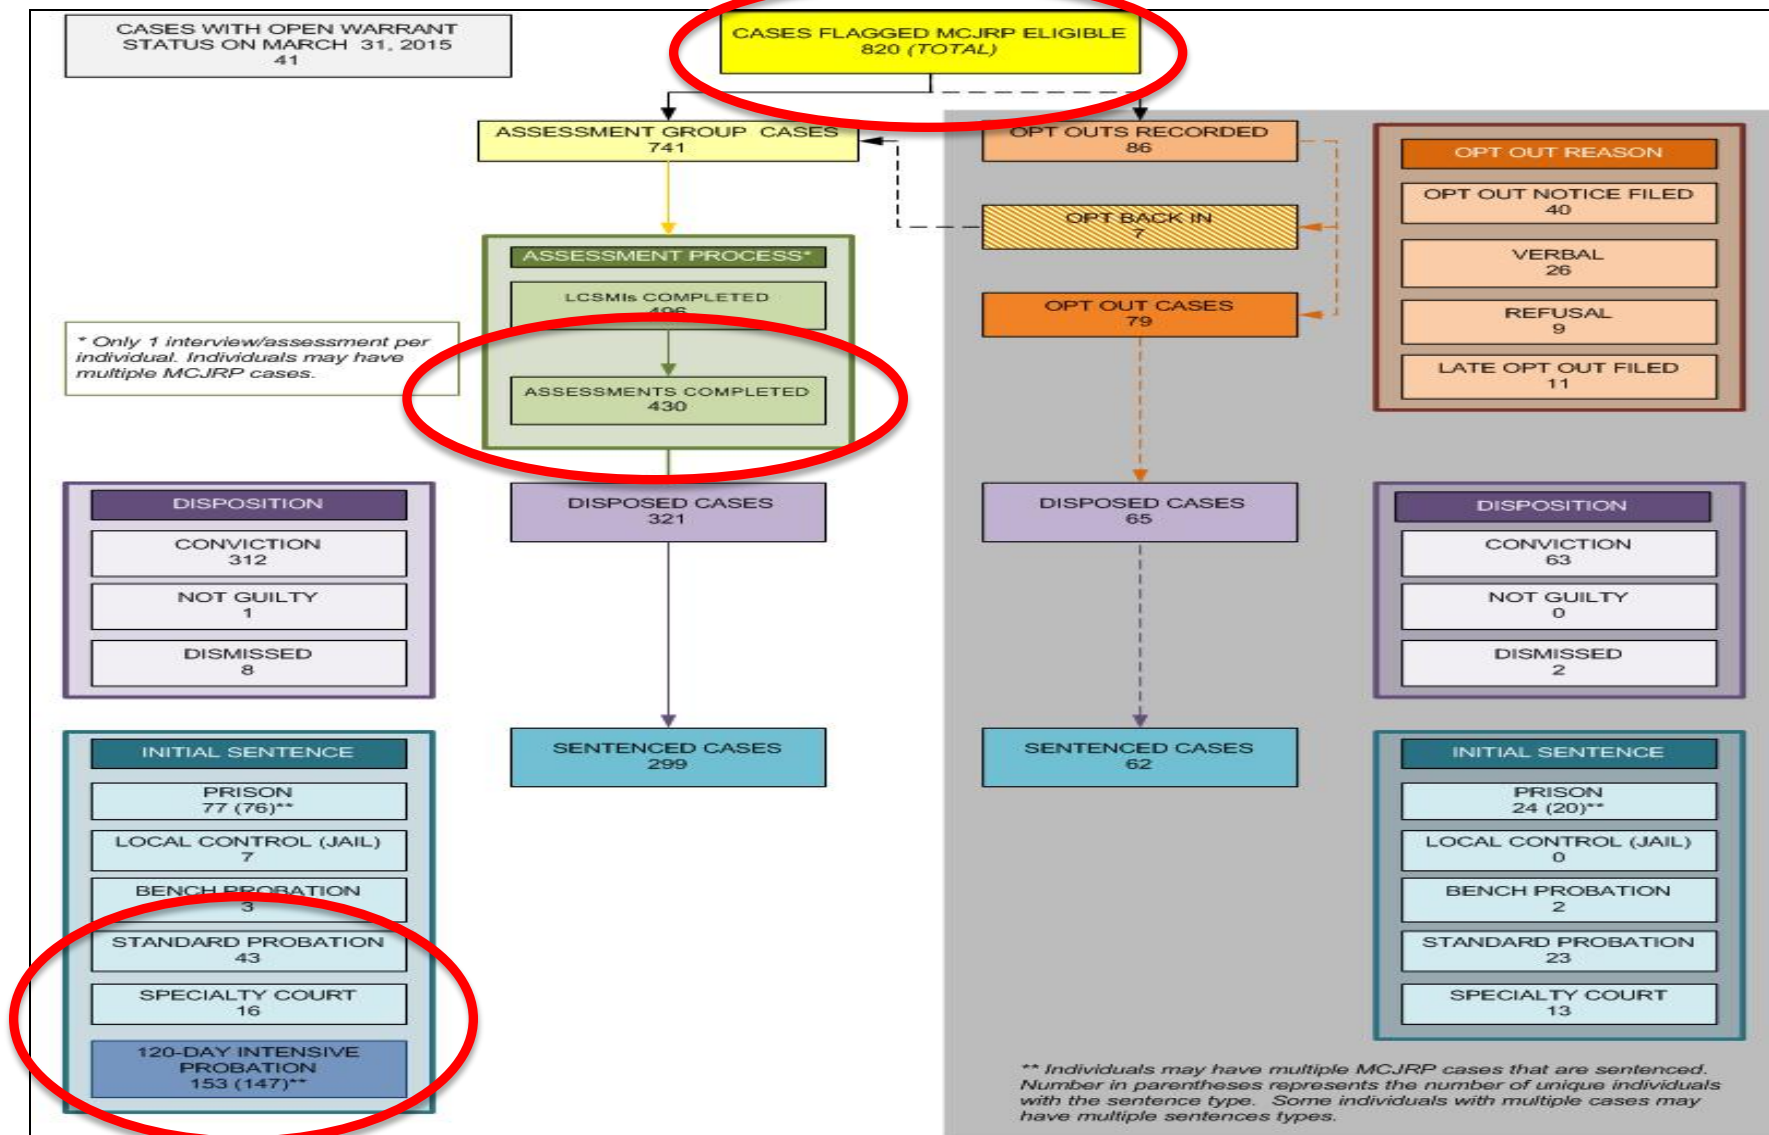 CASES WITH OPEN WARRANT
STATUS ON MARCH 31, 2015
41
CASES FLAGGED MCJRP ELIGIBLE
820 (TOTAL)
ASSESSMENT GROUP CASES
741
OPT OUTS RECORDED
86
OPT BACK IN
7
OPT OUT CASES
79
OPT OUT REASON
OPT OUT NOTICE FILED
40
VERBAL
26
REFUSAL
9
LATE OPT OUT FILED
11
ASSESSMENT PROCESS*
LCSMIs COMPLETED
496
ASSESSMENTS COMPLETED
430
* Only 1 interview/assessment per
individual. Individuals may have
multiple MCJRP cases.
DISPOSITION
CONVICTION
312
NOT GUILTY
1
DISMISSED
8
DISPOSED CASES
321
DISPOSED CASES
65
DISPOSITION
CONVICTION
63
NOT GUILTY
0
DISMISSED
2
INITIAL SENTENCE
PRISON
77 (76)**
LOCAL CONTROL (JAIL)
7
BENCH PROBATION
3
STANDARD PROBATION
43
SPECIALTY COURT
16
120-DAY INTENSIVE
PROBATION
153 (147)**
SENTENCED CASES
299
SENTENCED CASES
62
INITIAL SENTENCE
PRISON
24 (20)**
LOCAL CONTROL (JAIL)
0
BENCH PROBATION
2
STANDARD PROBATION
23
SPECIALTY COURT
13
** Individuals may have multiple MCJRP cases that are sentenced.
Number in parentheses represents the number of unique individuals
with the sentence type. Some individuals with multiple cases may
have multiple sentences types.